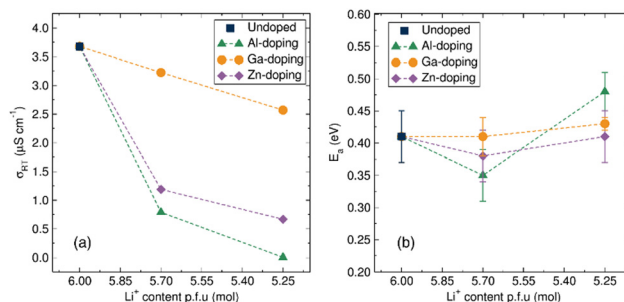 Undoped
Al-doping
Ga-doping
Zn-doping
4.0
3.5
3.0
2.5
2.0
1.5
1.0
0.5
0.0
σRT (μS cm⁻¹)
(a)
6.00 5.85 5.70 5.55 5.40 5.25
Li⁺ content p.f.u (mol)
Undoped
Al-doping
Ga-doping
Zn-doping
0.60
0.55
0.50
0.45
0.40
0.35
0.30
0.25
0.20
Ea (eV)
(b)
6.00 5.85 5.70 5.55 5.40 5.25
Li⁺ content p.f.u (mol)